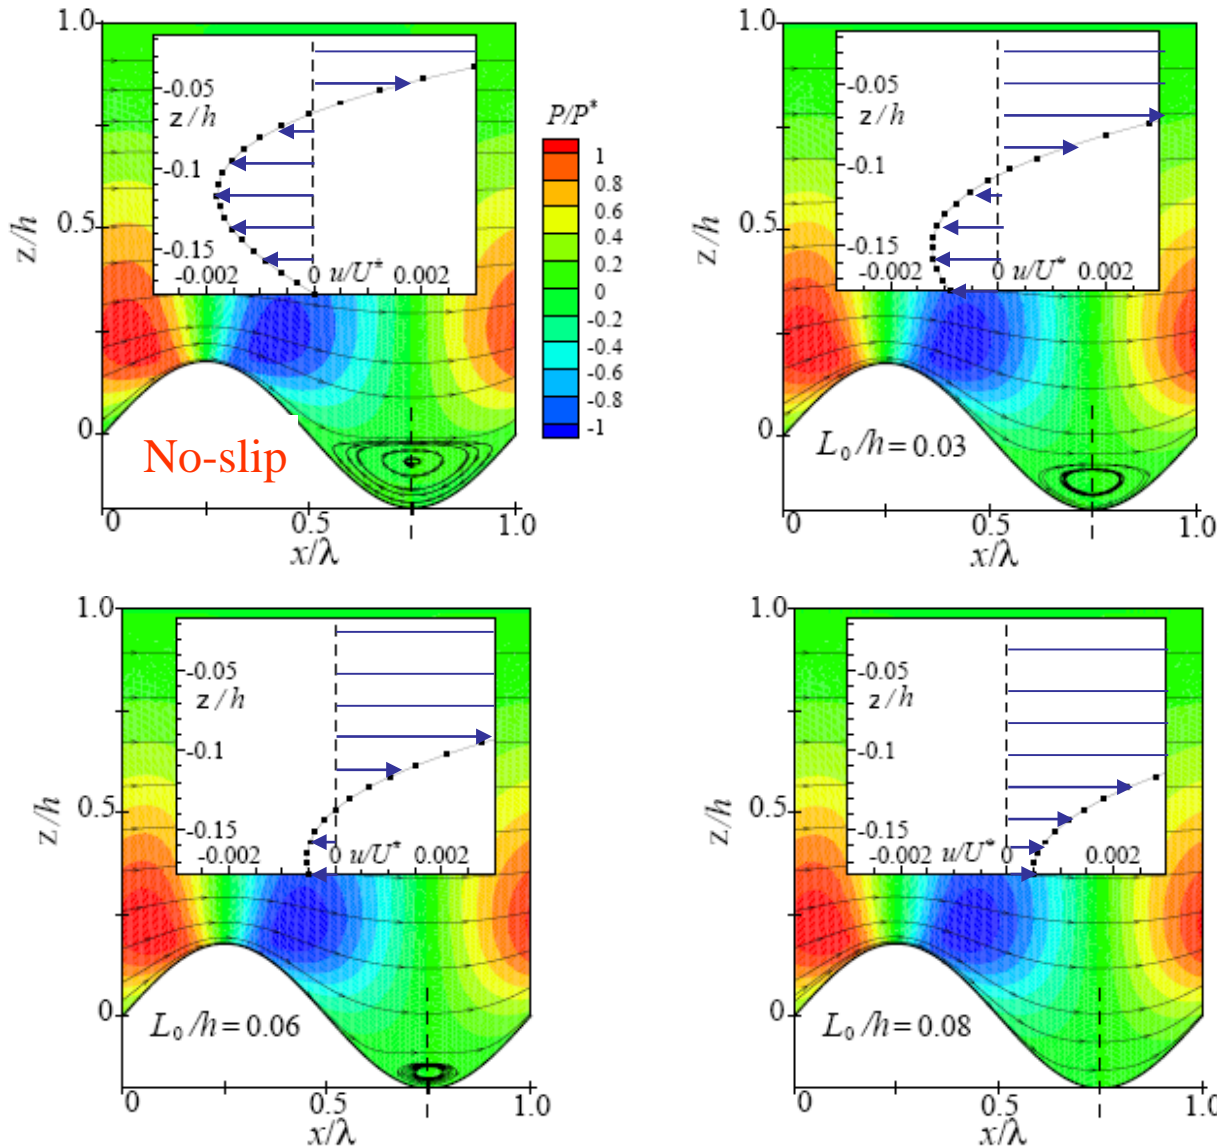 1.0
0.5
0
z/h
-0.05
z/h
-0.1
-0.15
-0.002 0 u/U* 0.002
No-slip
0 0.5 1.0
x/λ
P/P*
1
0.8
0.6
0.4
0.2
0
-0.2
-0.4
-0.6
-0.8
-1
1.0
0.5
0
z/h
-0.05
z/h
-0.1
-0.15
-0.002 0 u/U* 0.002
L₀/h=0.03
0 0.5 1.0
x/λ
1.0
0.5
0
z/h
-0.05
z/h
-0.1
-0.15
-0.002 0 u/U* 0.002
L₀/h=0.06
0 0.5 1.0
x/λ
1.0
0.5
0
z/h
-0.05
z/h
-0.1
-0.15
-0.002 u/U* 0 0.002
L₀/h=0.08
0 0.5 1.0
x/λ